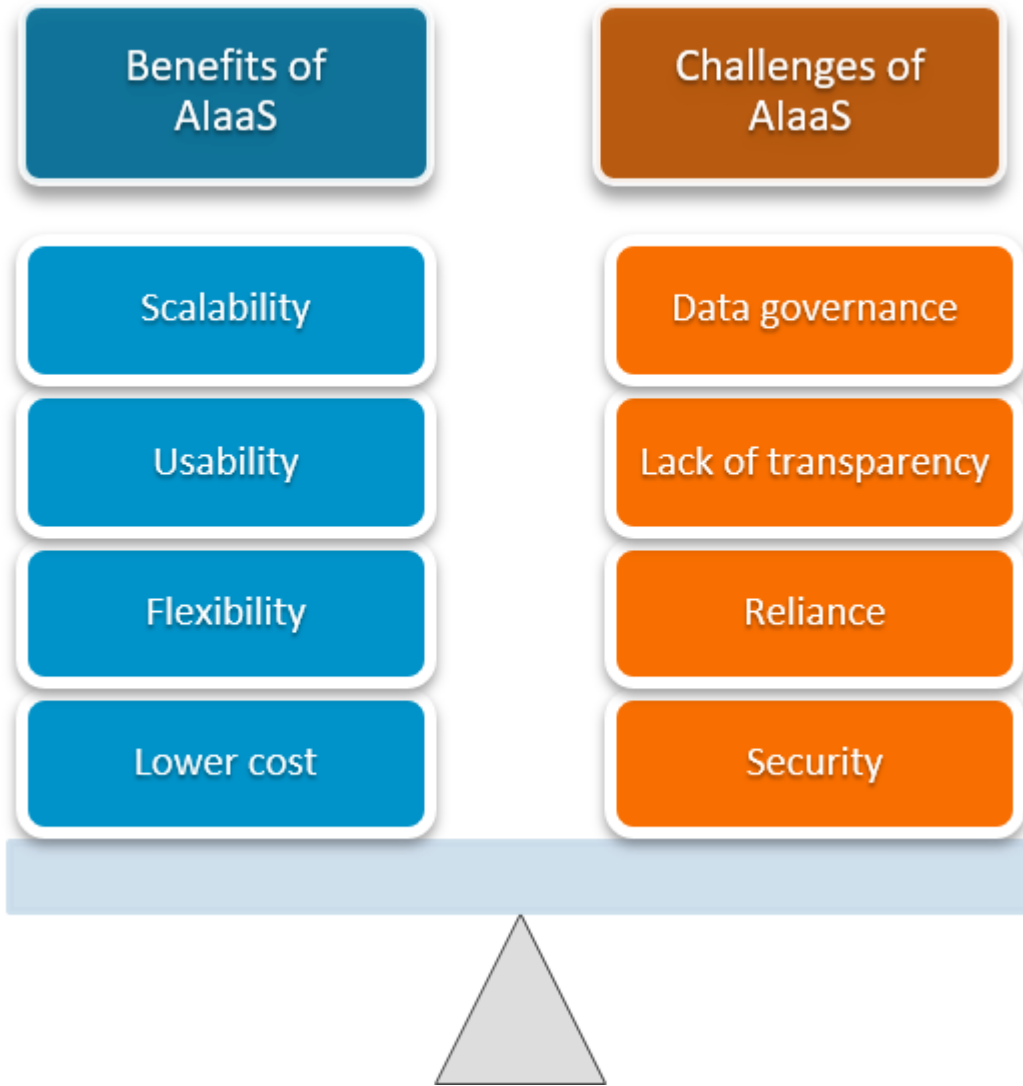 Benefits of
AIaaS
Challenges of
AIaaS
Scalability
Data governance
Usability
Lack of transparency
Flexibility
Reliance
Lower cost
Security